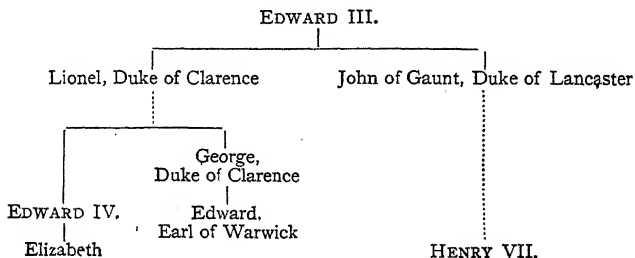 EDWARD III.
Lionel, Duke of Clarence
John of Gaunt, Duke of Lancaster
George,
Duke of Clarence
EDWARD IV.
Edward,
Earl of Warwick
Elizabeth
HENRY VII.